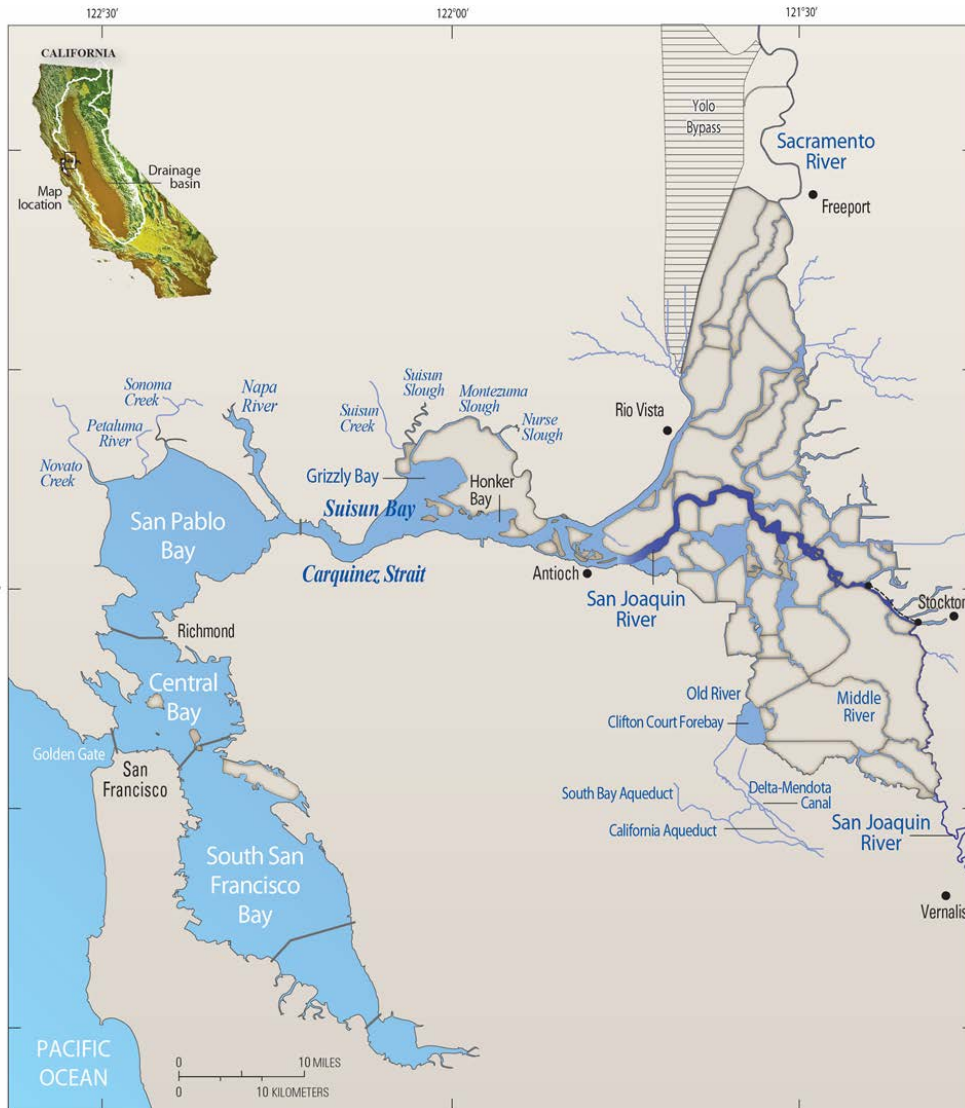 122°30'
122°00'
121°30'
CALIFORNIA
Map
location
Drainage
basin
Yolo
Bypass
Sacramento
River
Freeport
Sonoma
Creek
Napa
River
Petaluma
River
Novato
Creek
Suisun
Slough
Montezuma
Slough
Suisun
Creek
Nurse
Slough
Rio Vista
Grizzly Bay
Honker
Bay
Suisun Bay
San Pablo
Bay
Carquinez Strait
Antioch
San Joaquin
River
Stockton
Richmond
Central
Bay
Old River
Middle
River
Clifton Court Forebay
Golden Gate
San
Francisco
Delta-Mendota
Canal
South Bay Aqueduct
California Aqueduct
San Joaquin
River
South San
Francisco
Bay
Vernalis
PACIFIC
OCEAN
0 10 MILES
0 10 KILOMETERS